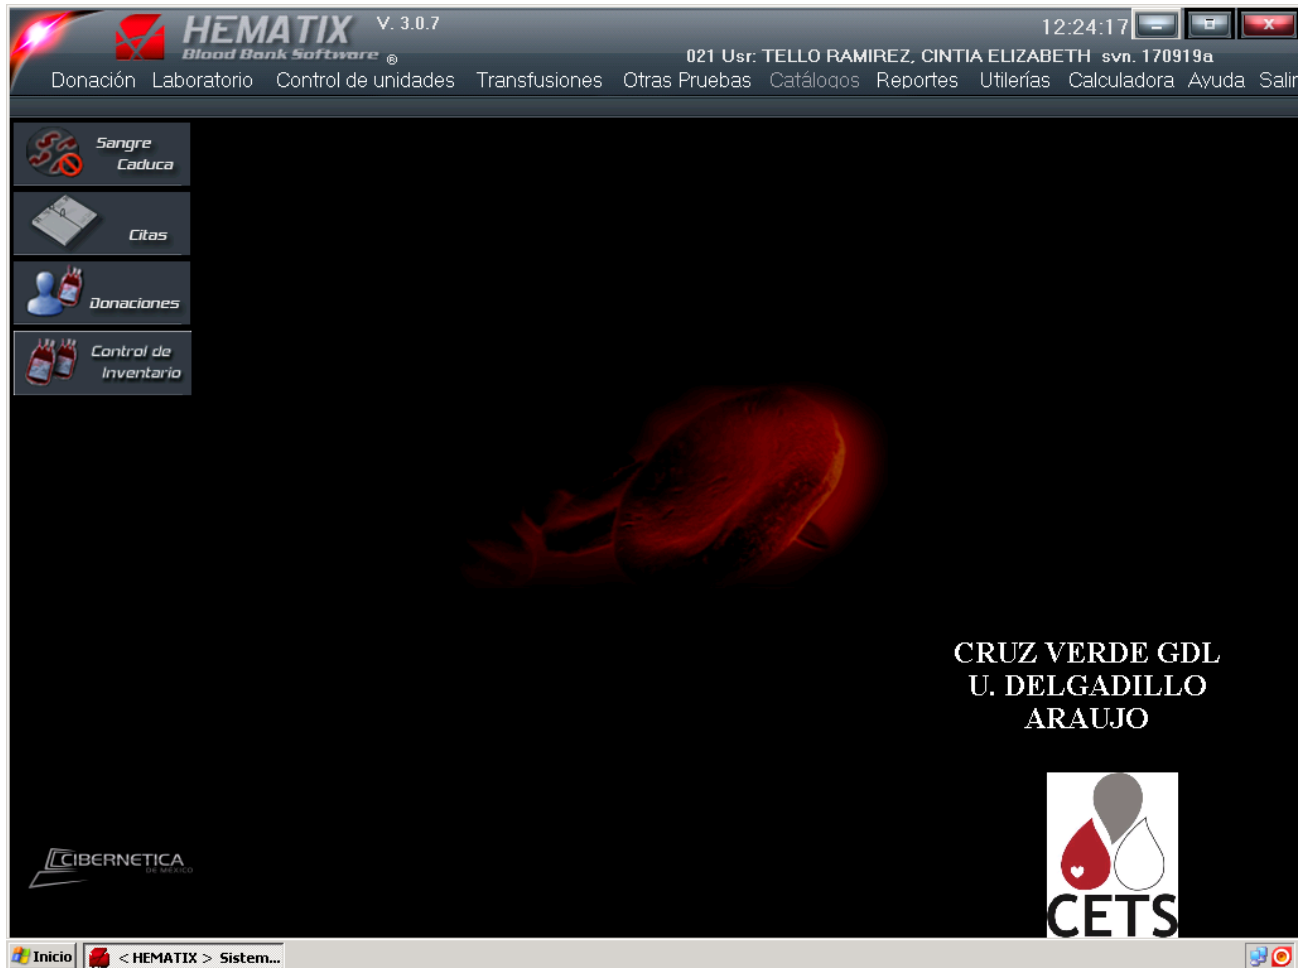 HEMATIX V. 3.0.7
Blood Bank Software ®
12:24:17
021 Usr: TELLO RAMIREZ, CINTIA ELIZABETH svn. 170919a
Donación Laboratorio Control de unidades Transfusiones Otras Pruebas Catálogos Reportes Utilerías Calculadora Ayuda Salir
Sangre
Caduca
Citas
Donaciones
Control de
Inventario
CRUZ VERDE GDL
U. DELGADILLO
ARAUJO
CIBERNETICA
DE MEXICO
CETS
Inicio
< HEMATIX > Sistem...